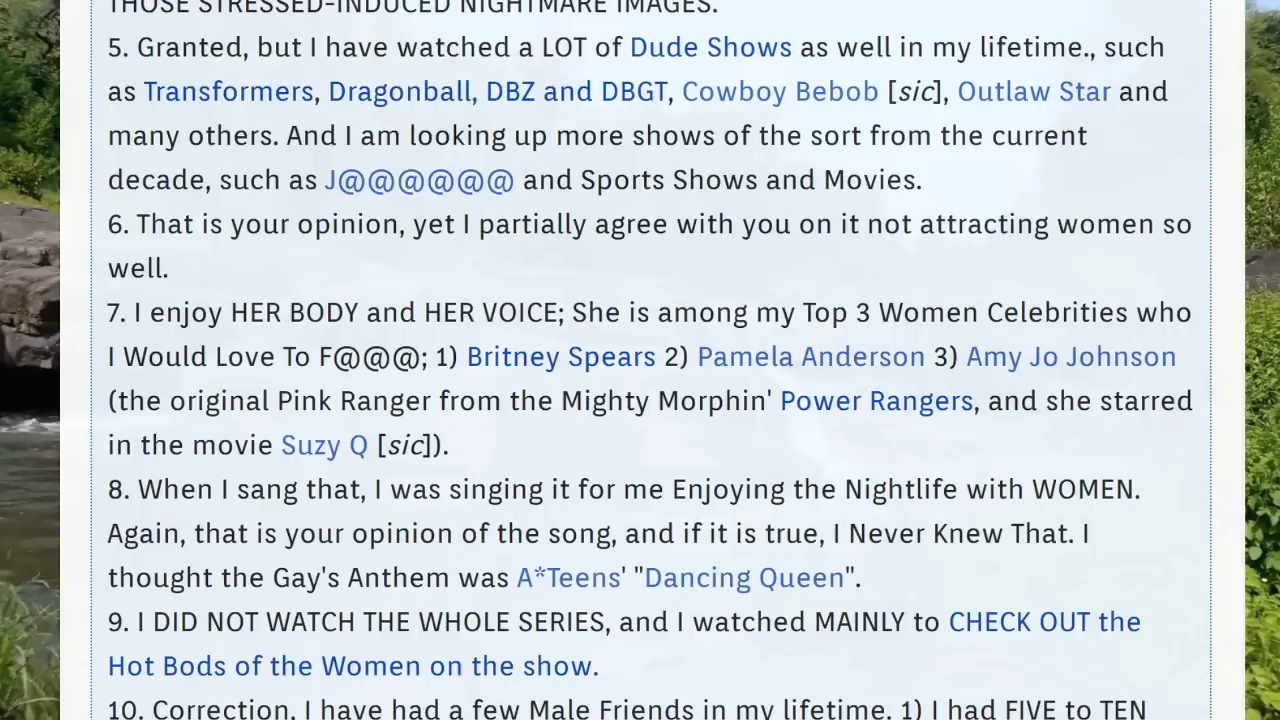 THOSE STRESSED-INDUCED NIGHTMARE IMAGES.
5. Granted, but I have watched a LOT of Dude Shows as well in my lifetime., such
as Transformers, Dragonball, DBZ and DBGT, Cowboy Bebob [sic], Outlaw Star and
many others. And I am looking up more shows of the sort from the current
decade, such as J@@@@@@ and Sports Shows and Movies.
6. That is your opinion, yet I partially agree with you on it not attracting women so
well.
7. I enjoy HER BODY and HER VOICE; She is among my Top 3 Women Celebrities who
I Would Love To F@@@; 1) Britney Spears 2) Pamela Anderson 3) Amy Jo Johnson
(the original Pink Ranger from the Mighty Morphin' Power Rangers, and she starred
in the movie Suzy Q [sic]).
8. When I sang that, I was singing it for me Enjoying the Nightlife with WOMEN.
Again, that is your opinion of the song, and if it is true, I Never Knew That. I
thought the Gay's Anthem was A*Teens' "Dancing Queen".
9. I DID NOT WATCH THE WHOLE SERIES, and I watched MAINLY to CHECK OUT the
Hot Bods of the Women on the show.
10. Correction, I have had a few Male Friends in my lifetime. 1) I had FIVE to TEN